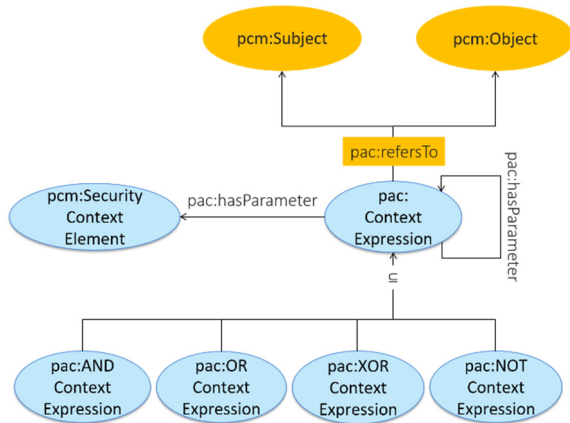 pcm:Subject
pcm:Object
pac:refersTo
pac:hasParameter
pcm:Security
Context
Element
pac:hasParameter
pac:
Context
Expression
⊆
pac:AND
Context
Expression
pac:OR
Context
Expression
pac:XOR
Context
Expression
pac:NOT
Context
Expression